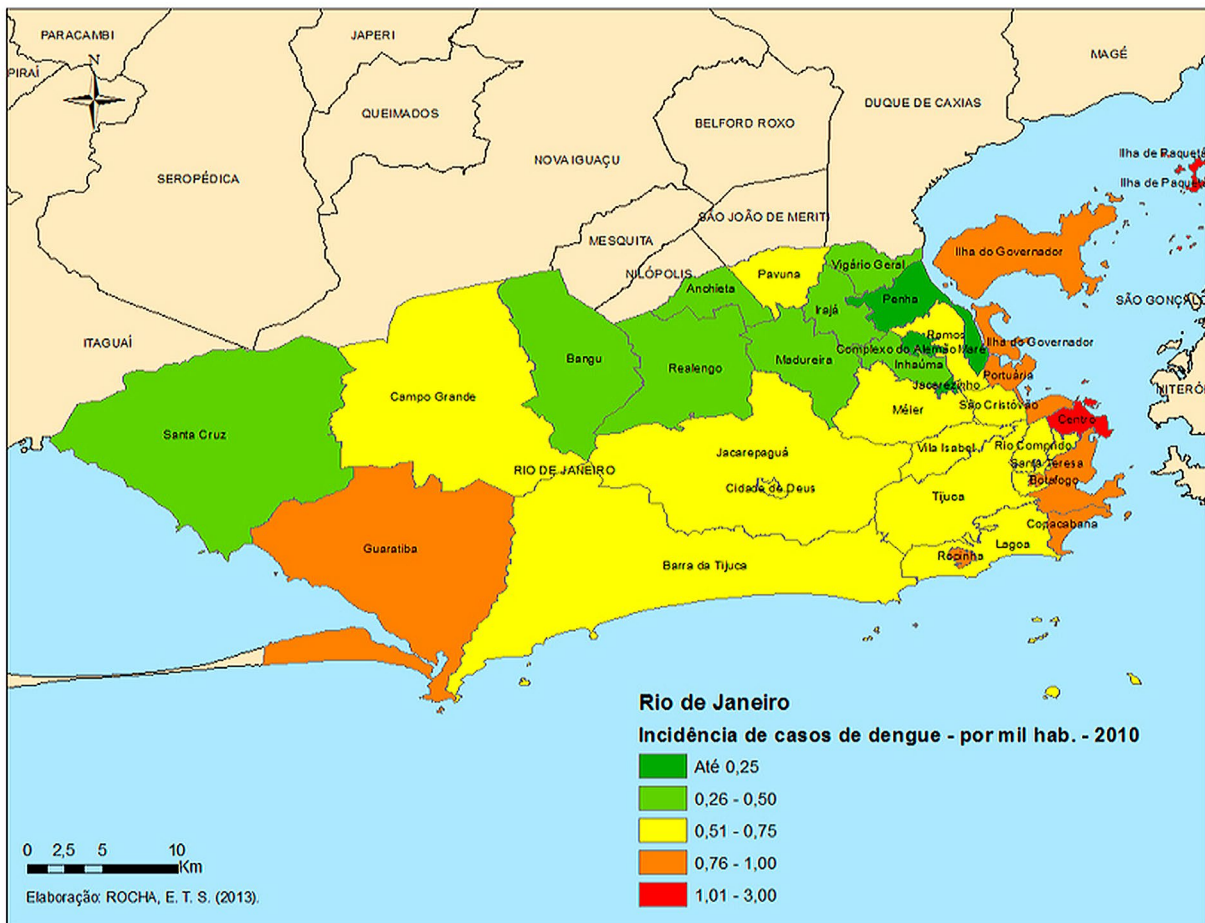 PARACAMBI
JAPERI
MAGÉ
N
PIRAÍ
QUEIMADOS
DUQUE DE CAXIAS
BELFORD ROXO
Ilha de Paquetá
NOVA IGUAÇU
SEROPÉDICA
Ilha de Paquetá
SÃO JOÃO DE MERITI
MESQUITA
Ilha do Governador
Vigário Geral
NILÓPOLIS
Pavuna
Anchieta
Penha
SÃO GONÇALO
Irajá
ITAGUAÍ
Ramos
Ilha do Governador
Complexo do Alemão
Maré
Bangu
Madureira
Inhaúma
Realengo
Portuária
Jacarezinho
NITERÓI
Campo Grande
São Cristóvão
Méier
Centro
Santa Cruz
Vila Isabel
Rio Comprido
Jacarepaguá
Santa Teresa
RIO DE JANEIRO
Botafogo
Cidade de Deus
Tijuca
Copacabana
Lagoa
Guaratiba
Rocinha
Barra da Tijuca
Rio de Janeiro
Incidência de casos de dengue - por mil hab. - 2010
Até 0,25
0,26 - 0,50
0,51 - 0,75
0,76 - 1,00
1,01 - 3,00
0 2,5 5 10
Km
Elaboração: ROCHA, E. T. S. (2013).